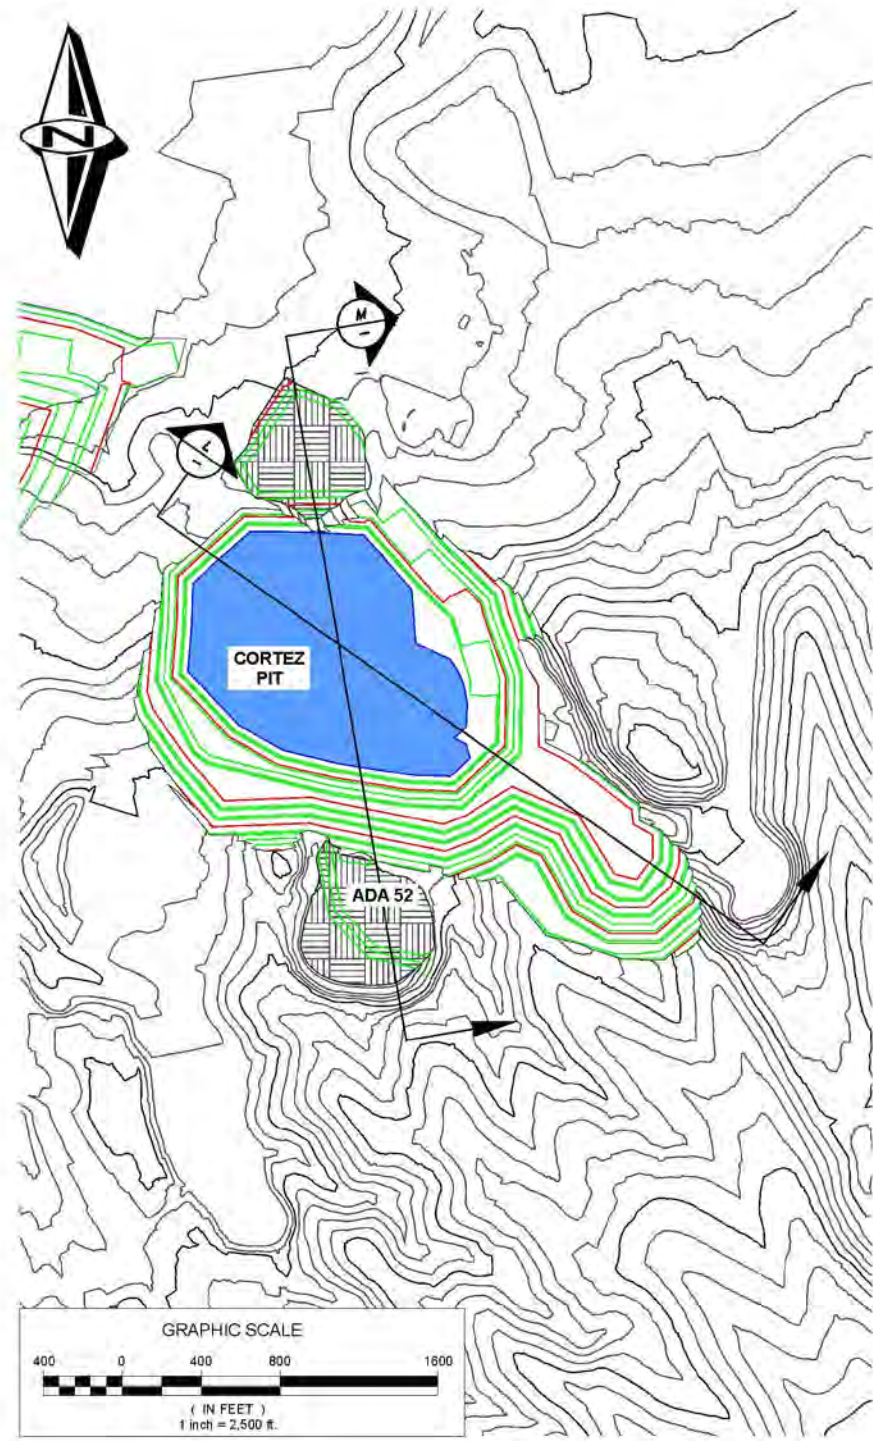 N
M
L
CORTEZ
PIT
ADA 52
GRAPHIC SCALE
400 0 400 800 1600
( IN FEET )
1 inch = 2,500 ft.